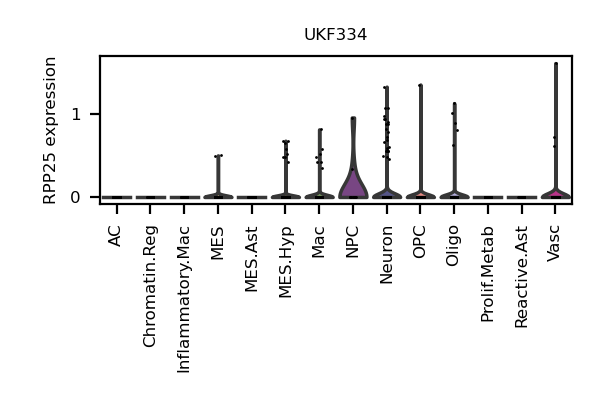 UKF334
RPP25 expression
1
0
AC
Chromatin.Reg
Inflammatory.Mac
MES
MES.Ast
MES.Hyp
Mac
NPC
Neuron
OPC
Oligo
Prolif.Metab
Reactive.Ast
Vasc